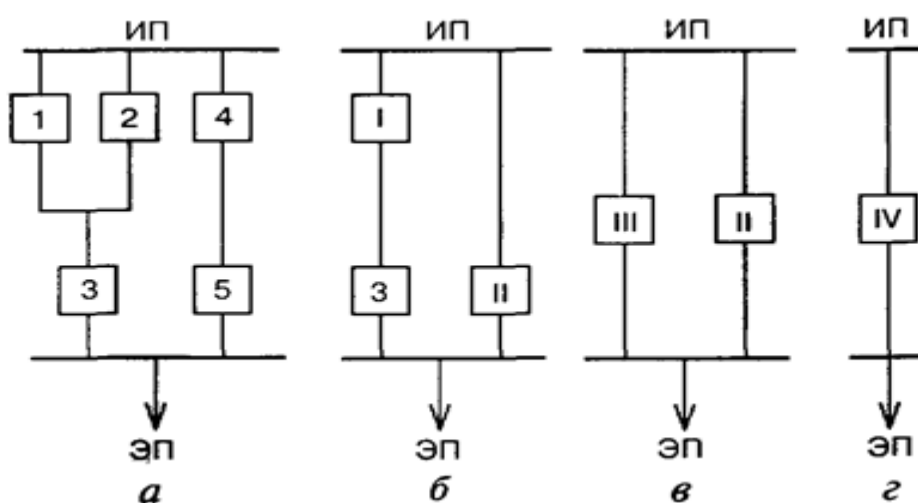 ИП ИП ИП ИП
1 2 4 I
III II IV
3 5 3 II
ЭП ЭП ЭП ЭП
а б в г